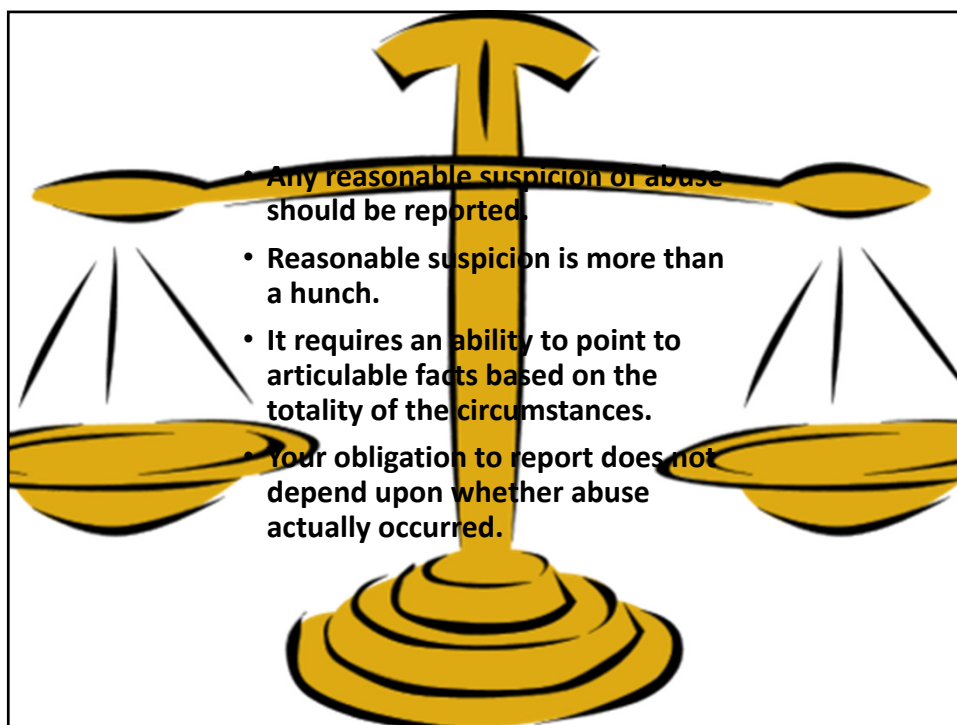 • Any reasonable suspicion of abuse
should be reported.
• Reasonable suspicion is more than
a hunch.
• It requires an ability to point to
articulable facts based on the
totality of the circumstances.
• Your obligation to report does not
depend upon whether abuse
actually occurred.